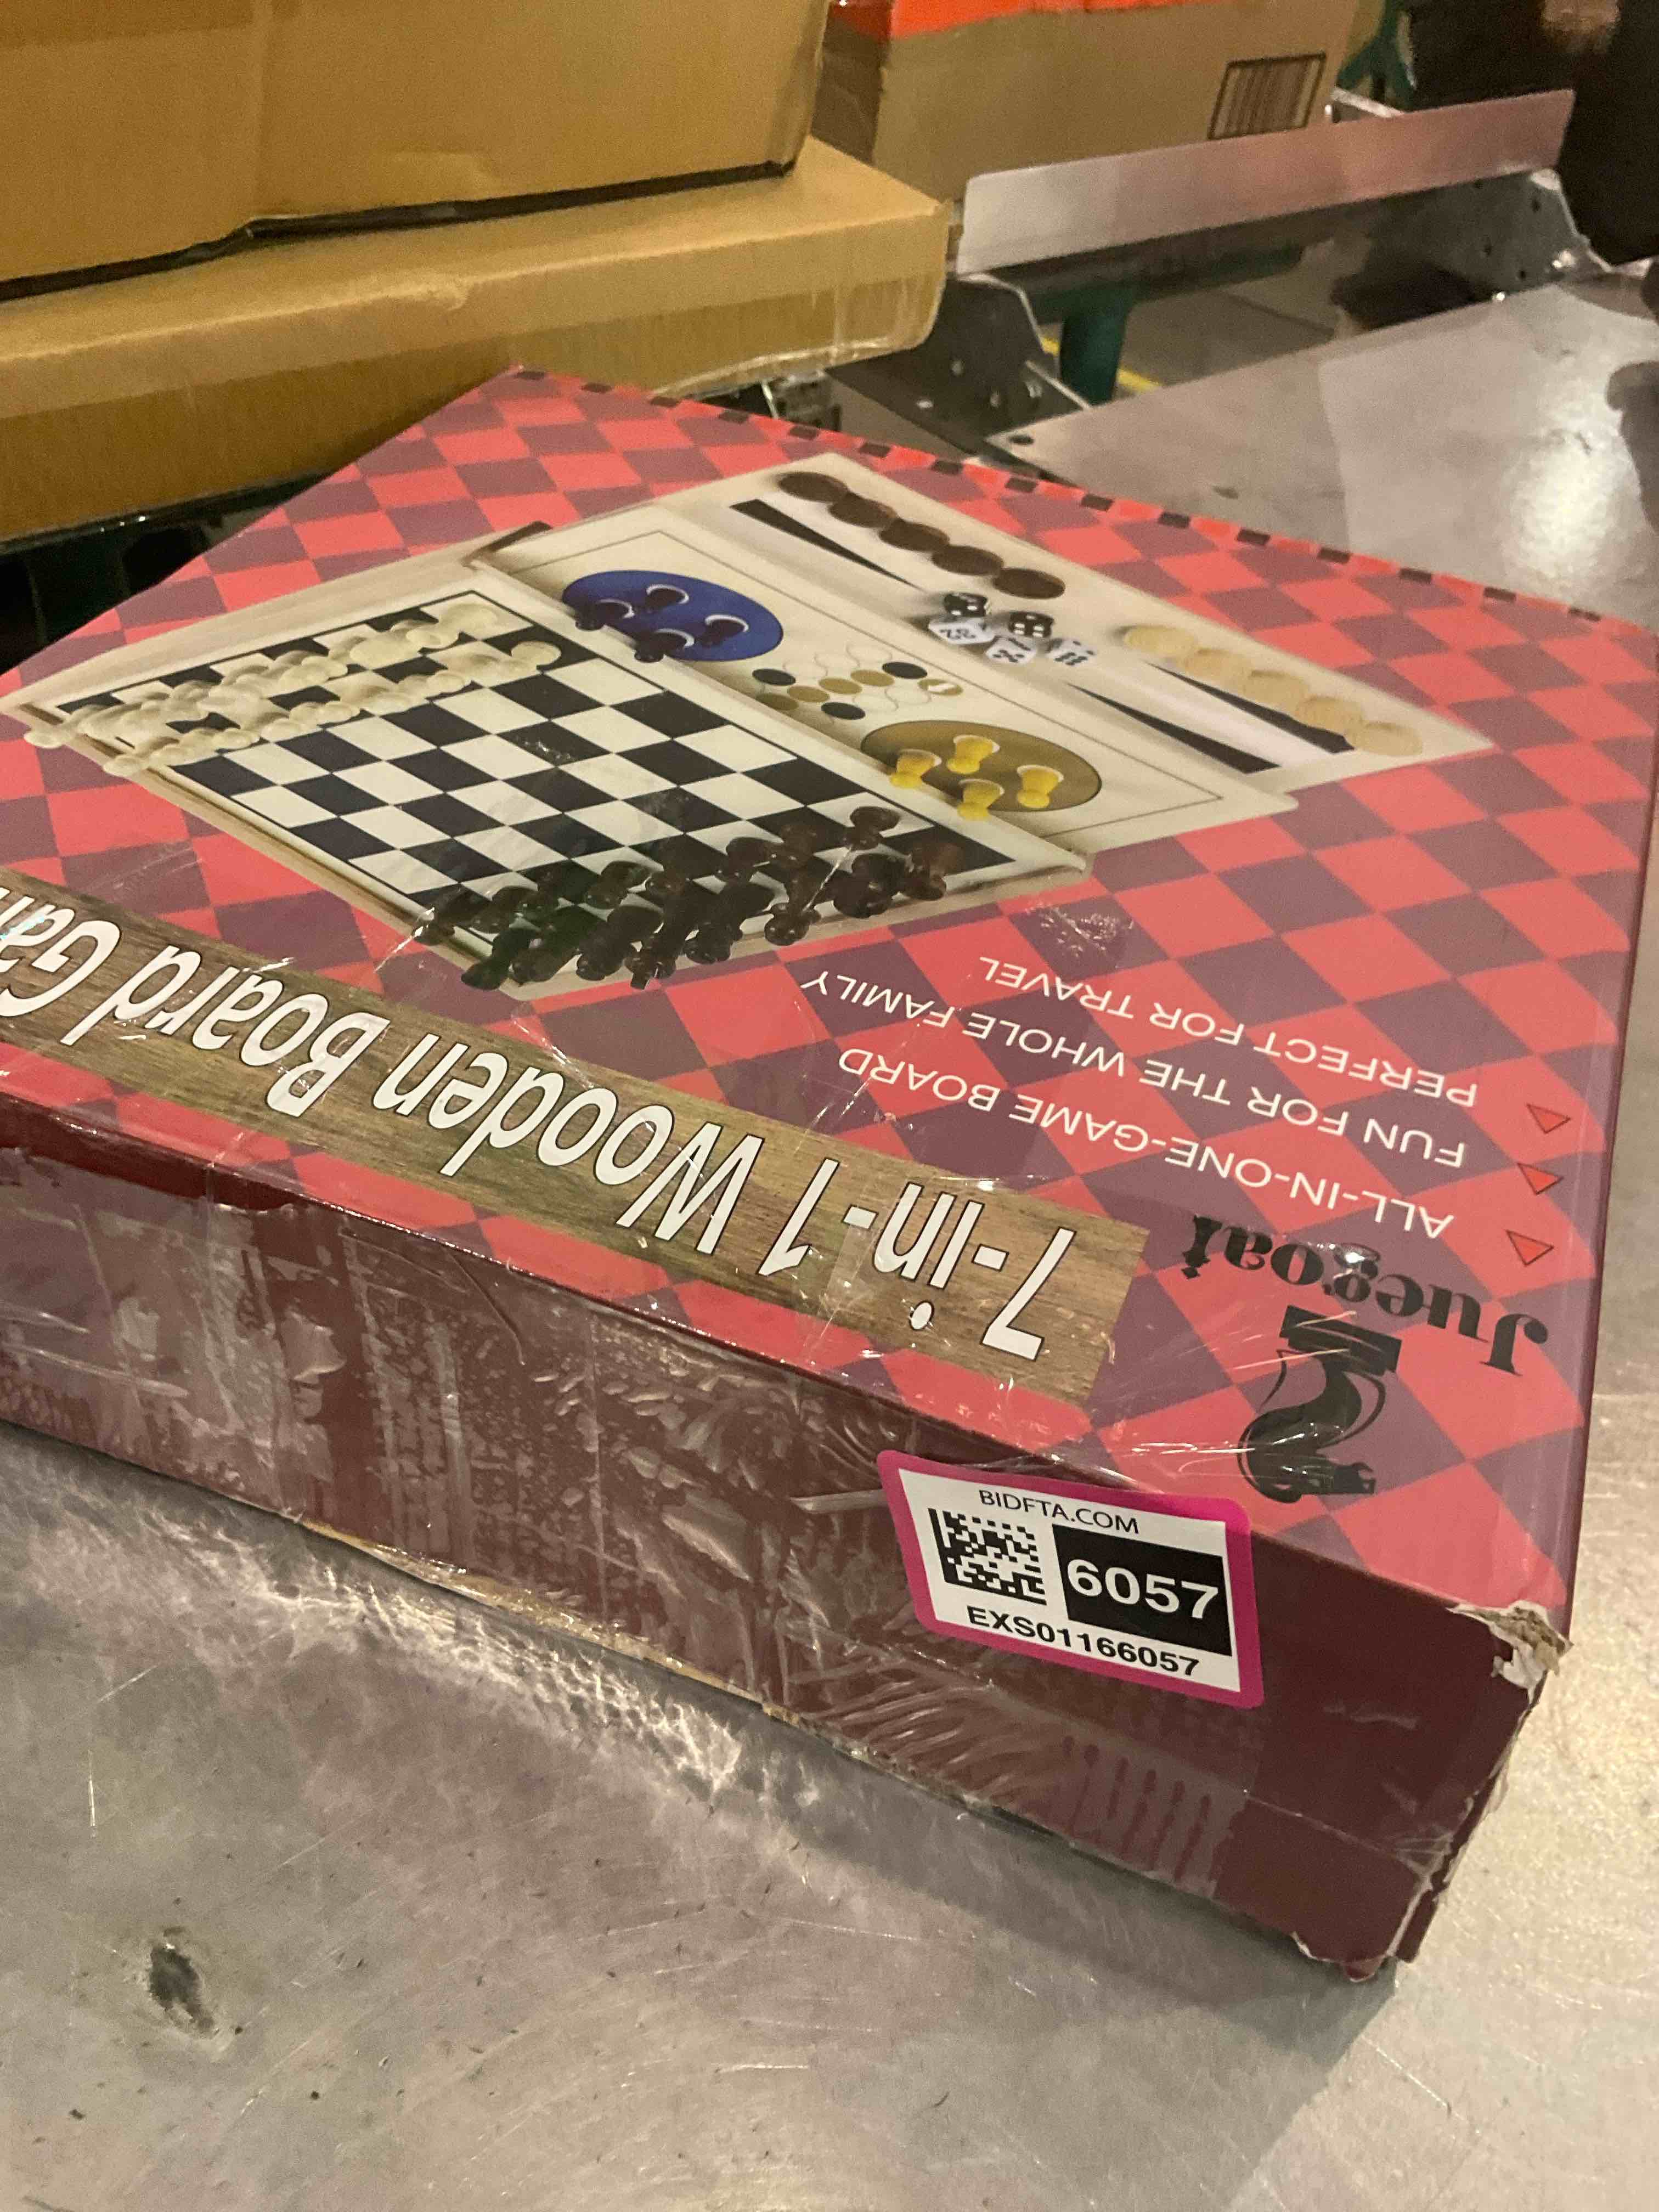 Juegoal
ALL-IN-ONE-GAME BOARD
FUN FOR THE WHOLE FAMILY
PERFECT FOR TRAVEL
7-in-1 Wooden Board Gam
BIDFTA.COM
6057
EXS01166057